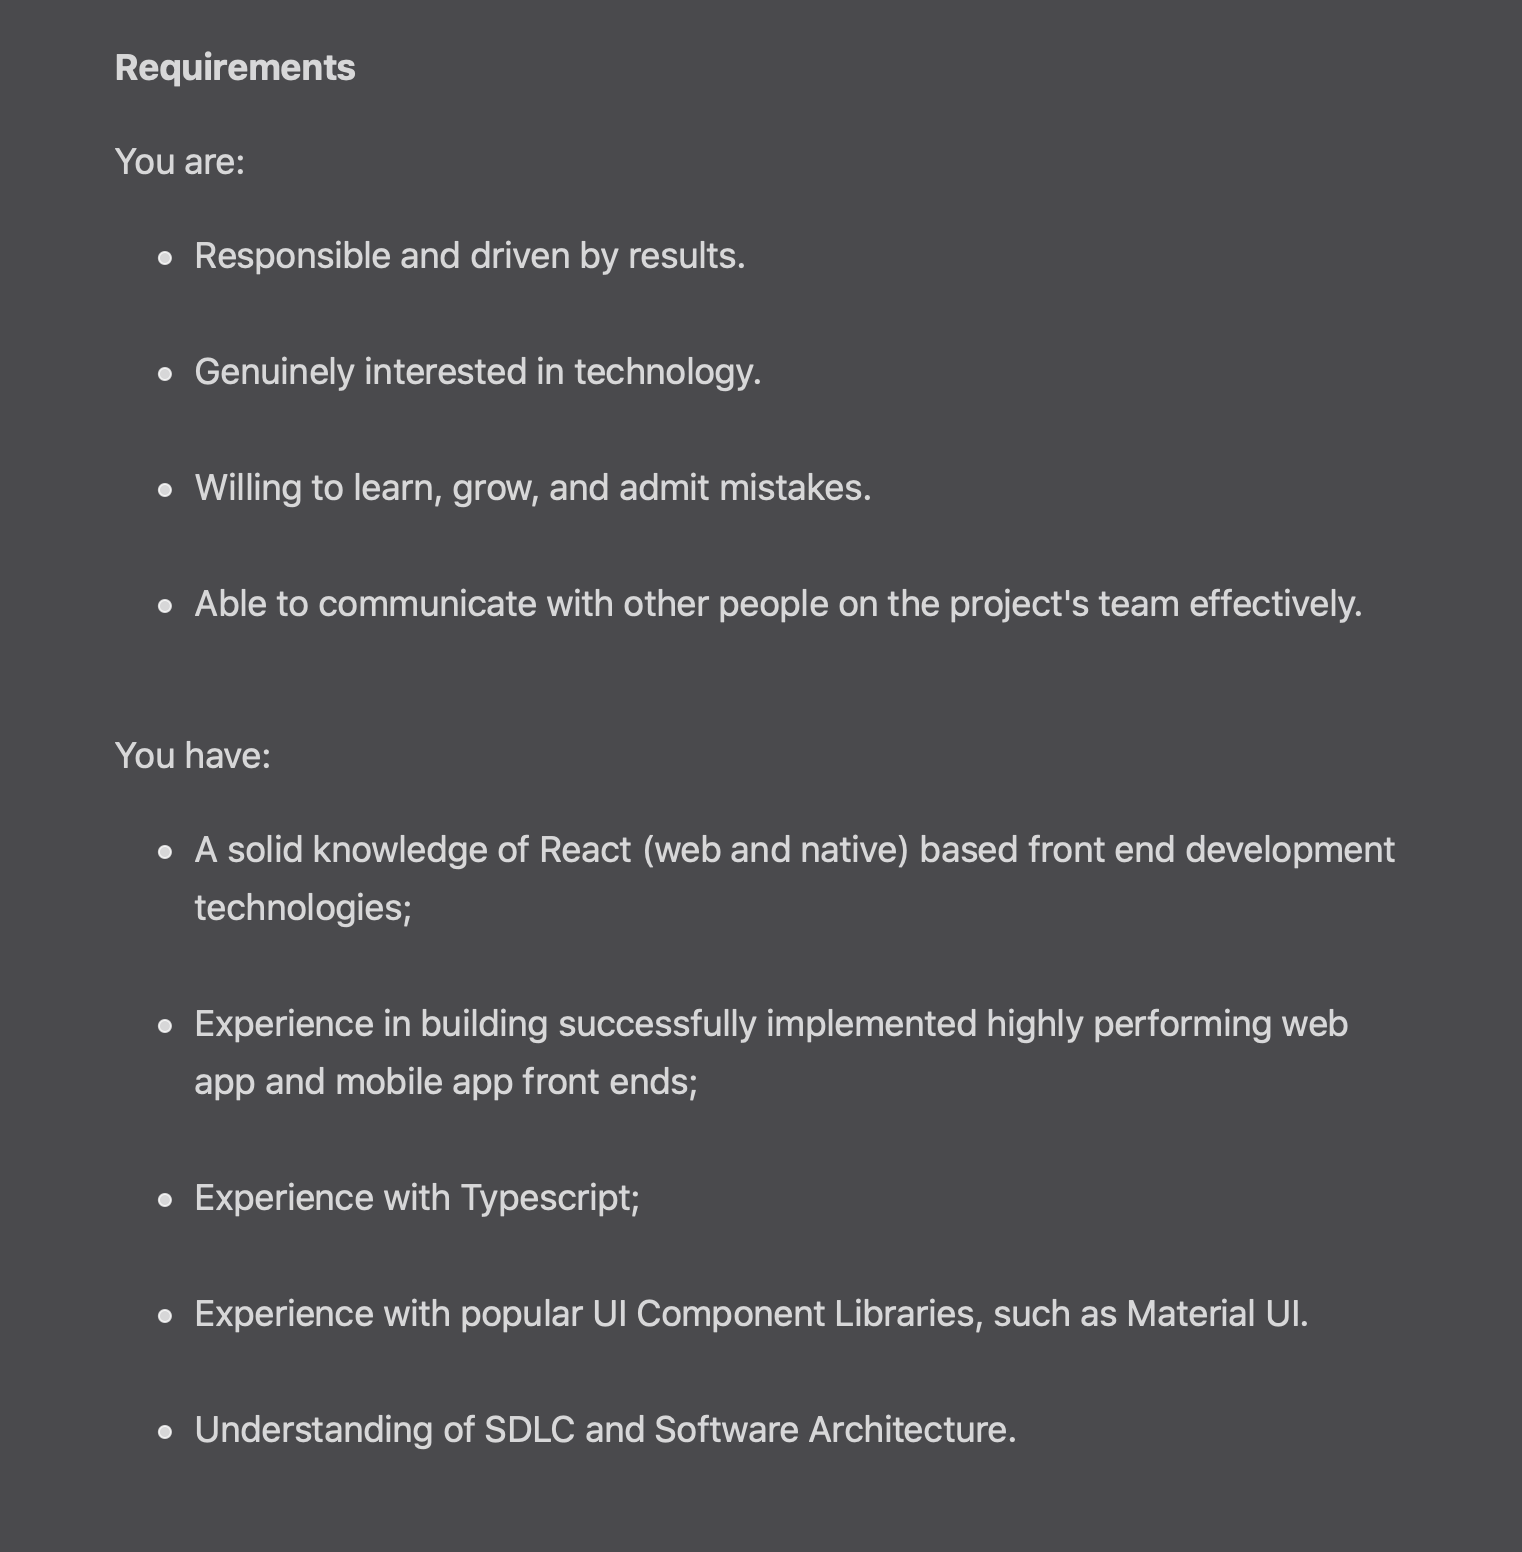 Requirements
You are:
• Responsible and driven by results.
• Genuinely interested in technology.
• Willing to learn, grow, and admit mistakes.
• Able to communicate with other people on the project's team effectively.
You have:
• A solid knowledge of React (web and native) based front end development
technologies;
• Experience in building successfully implemented highly performing web
app and mobile app front ends;
• Experience with Typescript;
• Experience with popular UI Component Libraries, such as Material UI.
• Understanding of SDLC and Software Architecture.